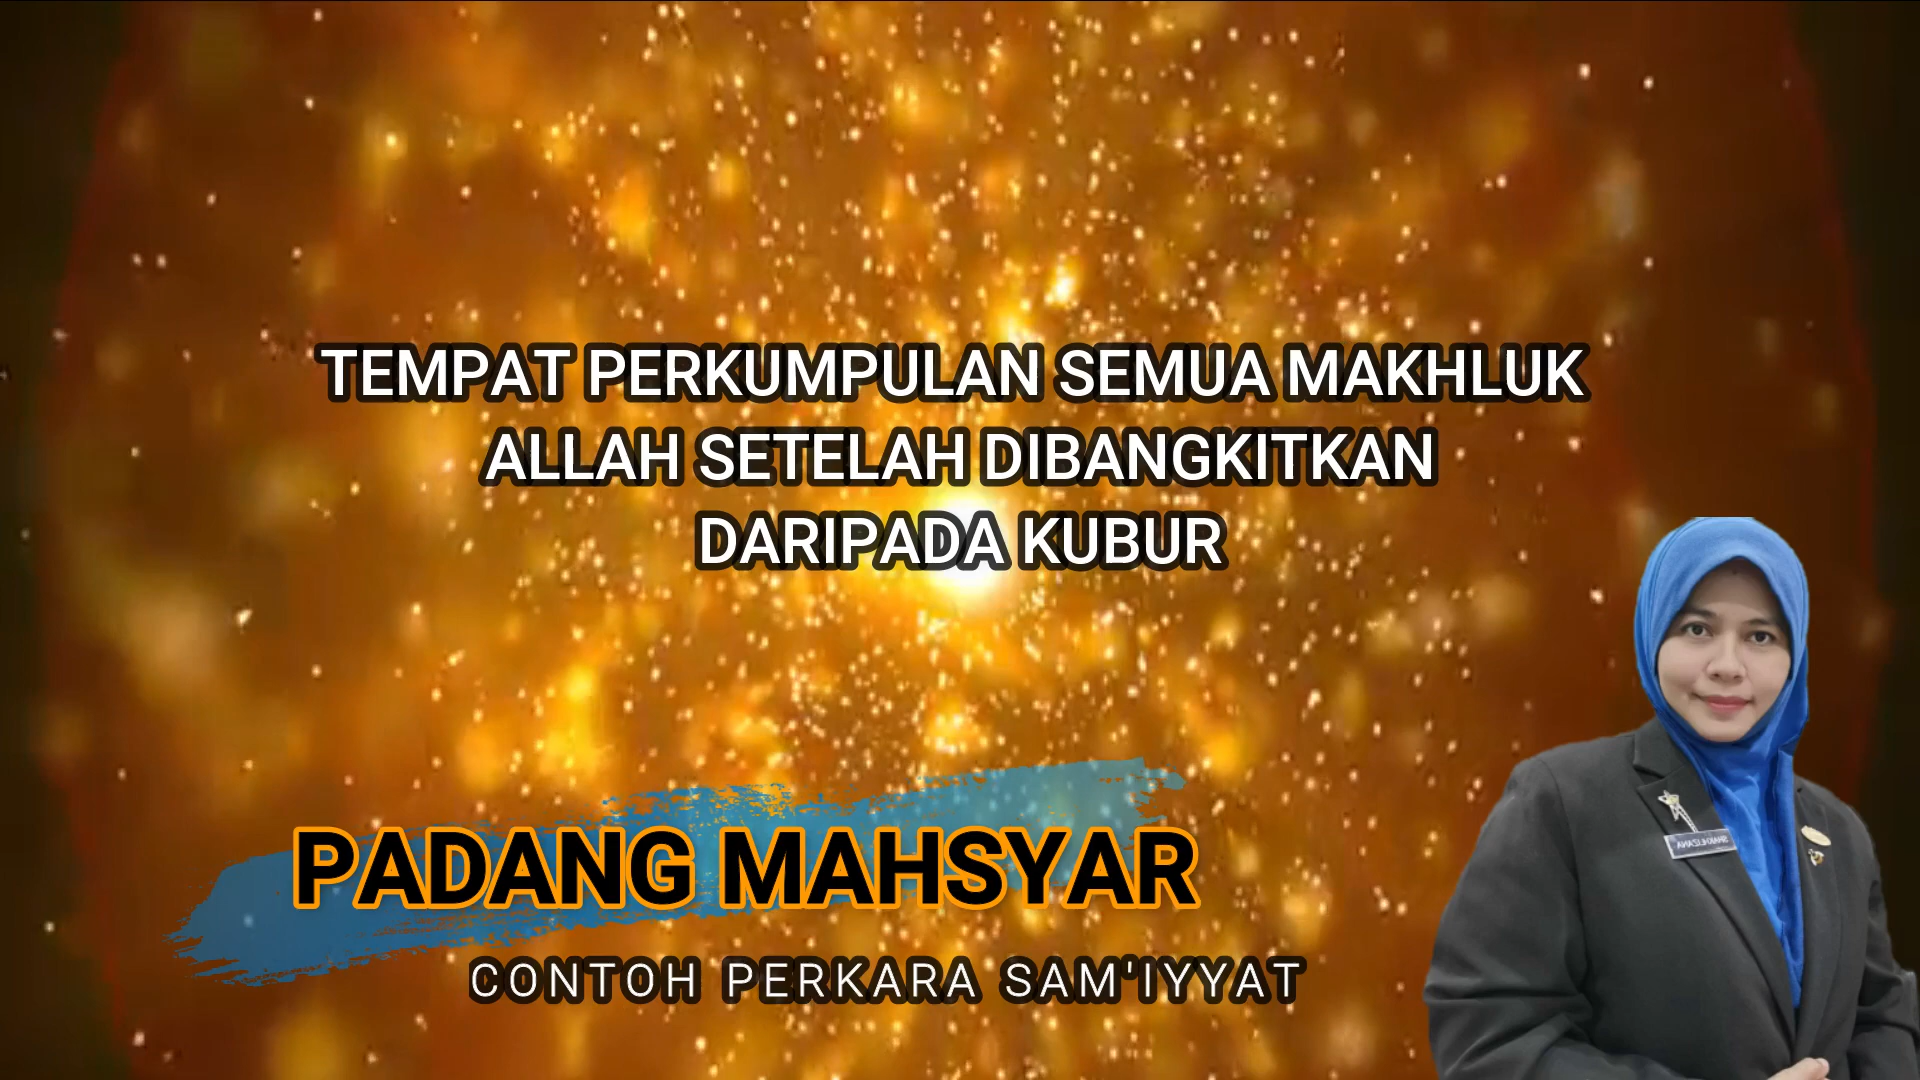 TEMPAT PERKUMPULAN SEMUA MAKHLUK
ALLAH SETELAH DIBANGKITKAN
DARIPADA KUBUR
PADANG MAHSYAR
CONTOH PERKARA SAM'IYYAT